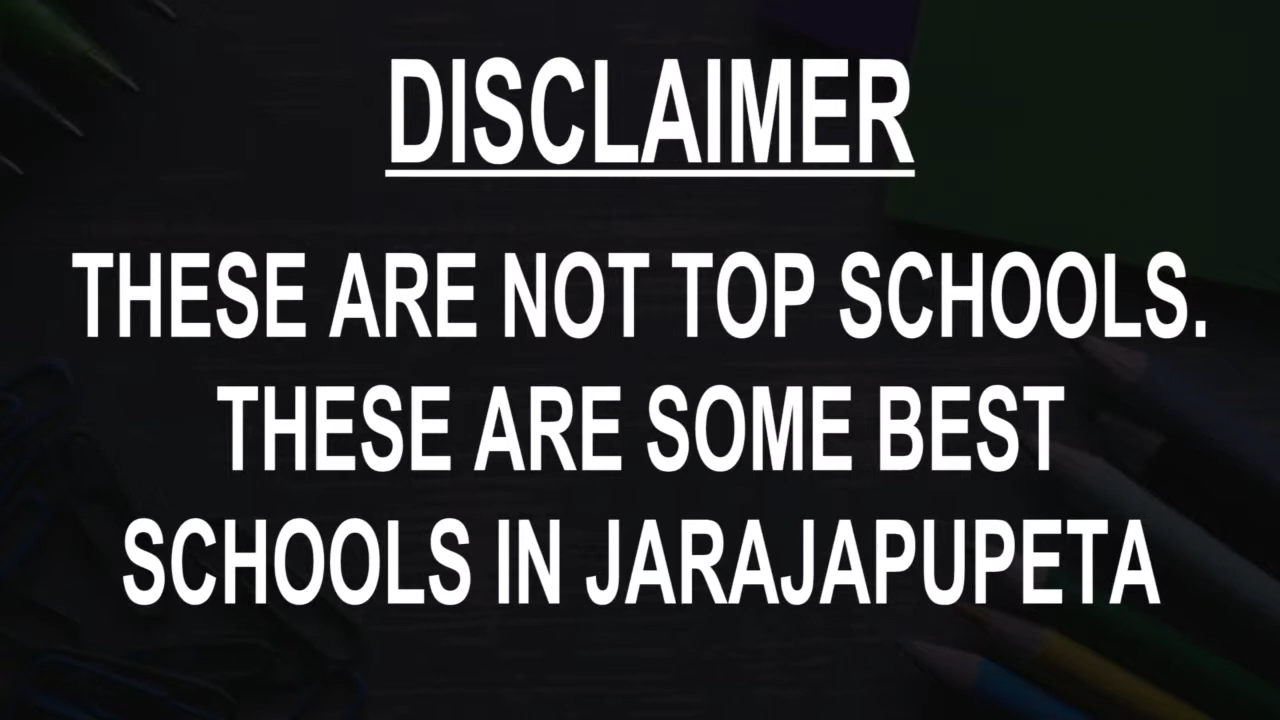 DISCLAIMER
THESE ARE NOT TOP SCHOOLS.
THESE ARE SOME BEST
SCHOOLS IN JARAJAPUPETA